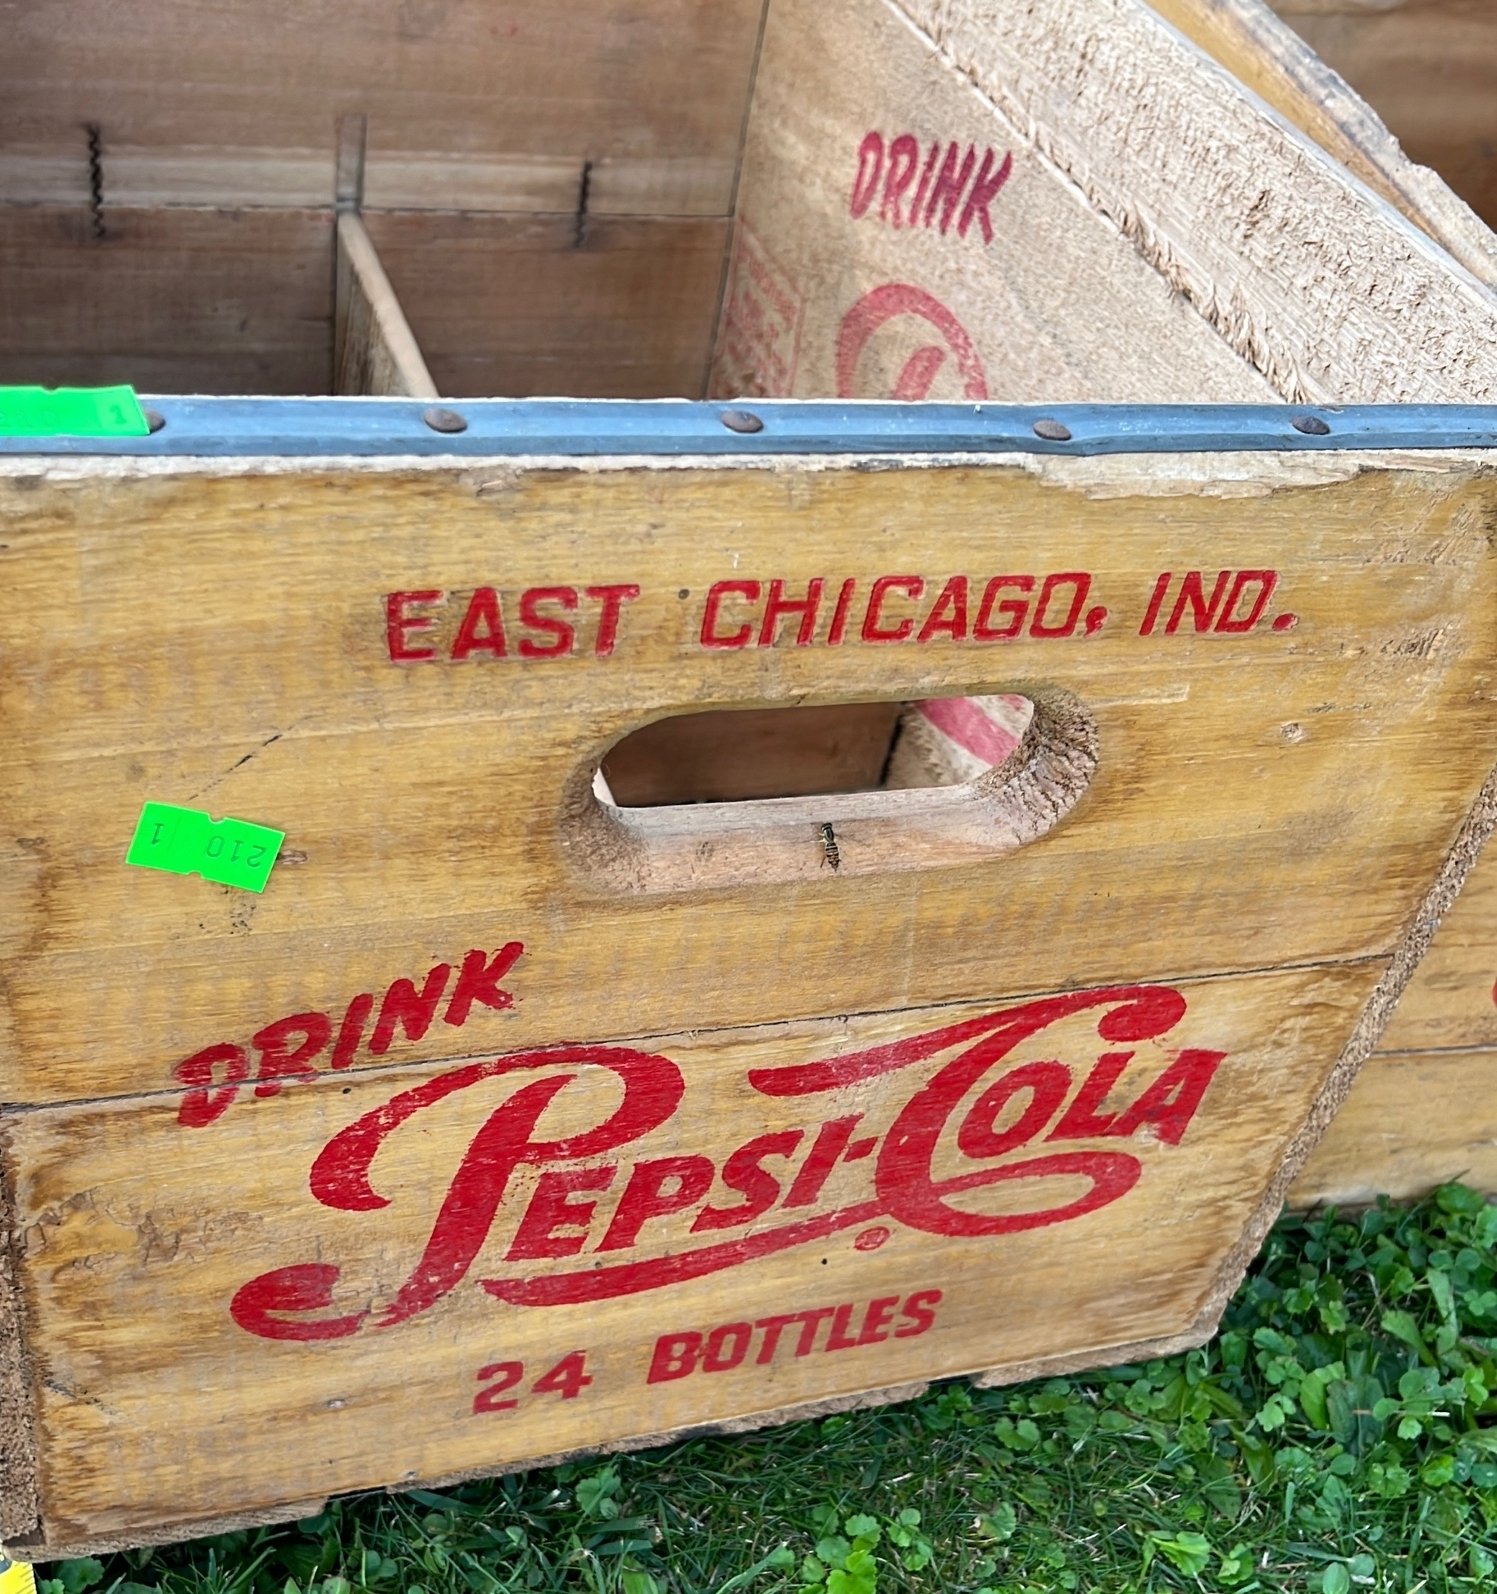 DRINK
EAST CHICAGO, IND.
210 1
DRINK
PEPSI-COLA
®
24 BOTTLES